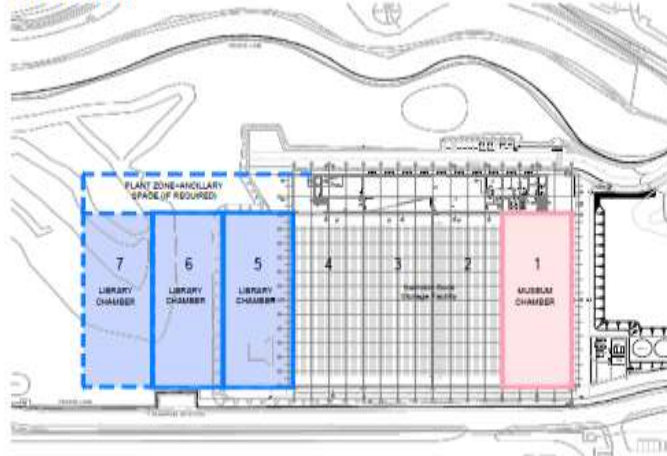 PLANT ZONE+ANCILLARY
SPACE (IF REQUIRED)
7
6
5
4
3
2
1
LIBRARY
CHAMBER
LIBRARY
CHAMBER
LIBRARY
CHAMBER
Book
Storage Facility
MUSEUM
CHAMBER